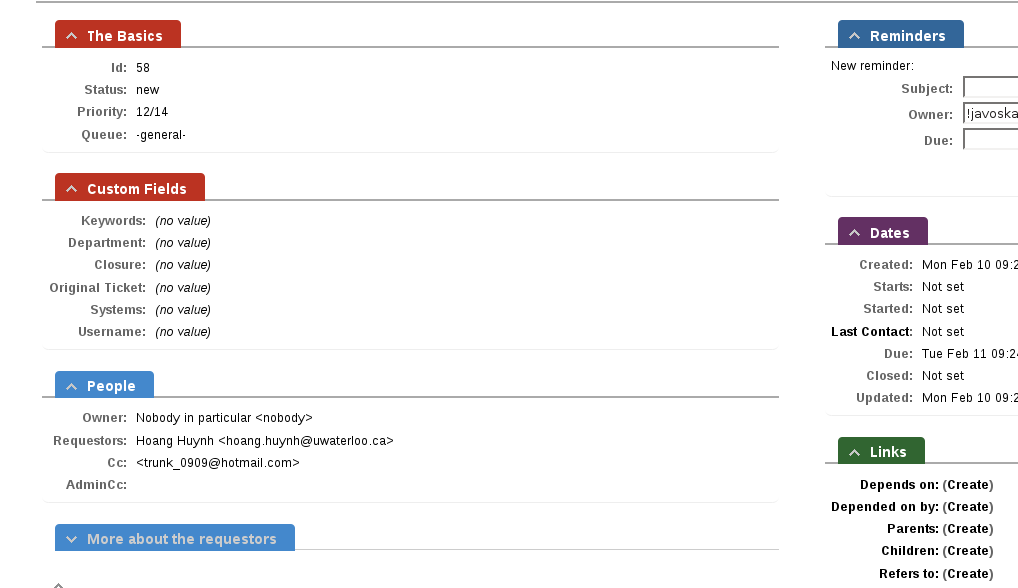 The Basics
Id: 58
Status: new
Priority: 12/14
Queue: -general-
Custom Fields
Keywords: (no value)
Department: (no value)
Closure: (no value)
Original Ticket: (no value)
Systems: (no value)
Username: (no value)
People
Owner: Nobody in particular <nobody>
Requestors: Hoang Huynh <hoang.huynh@uwaterloo.ca>
Cc: <trunk_0909@hotmail.com>
AdminCc:
More about the requestors
Reminders
New reminder:
Subject:
Owner: !javoska
Due:
Dates
Created: Mon Feb 10 09:2
Starts: Not set
Started: Not set
Last Contact: Not set
Due: Tue Feb 11 09:24
Closed: Not set
Updated: Mon Feb 10 09:2
Links
Depends on: (Create)
Depended on by: (Create)
Parents: (Create)
Children: (Create)
Refers to: (Create)